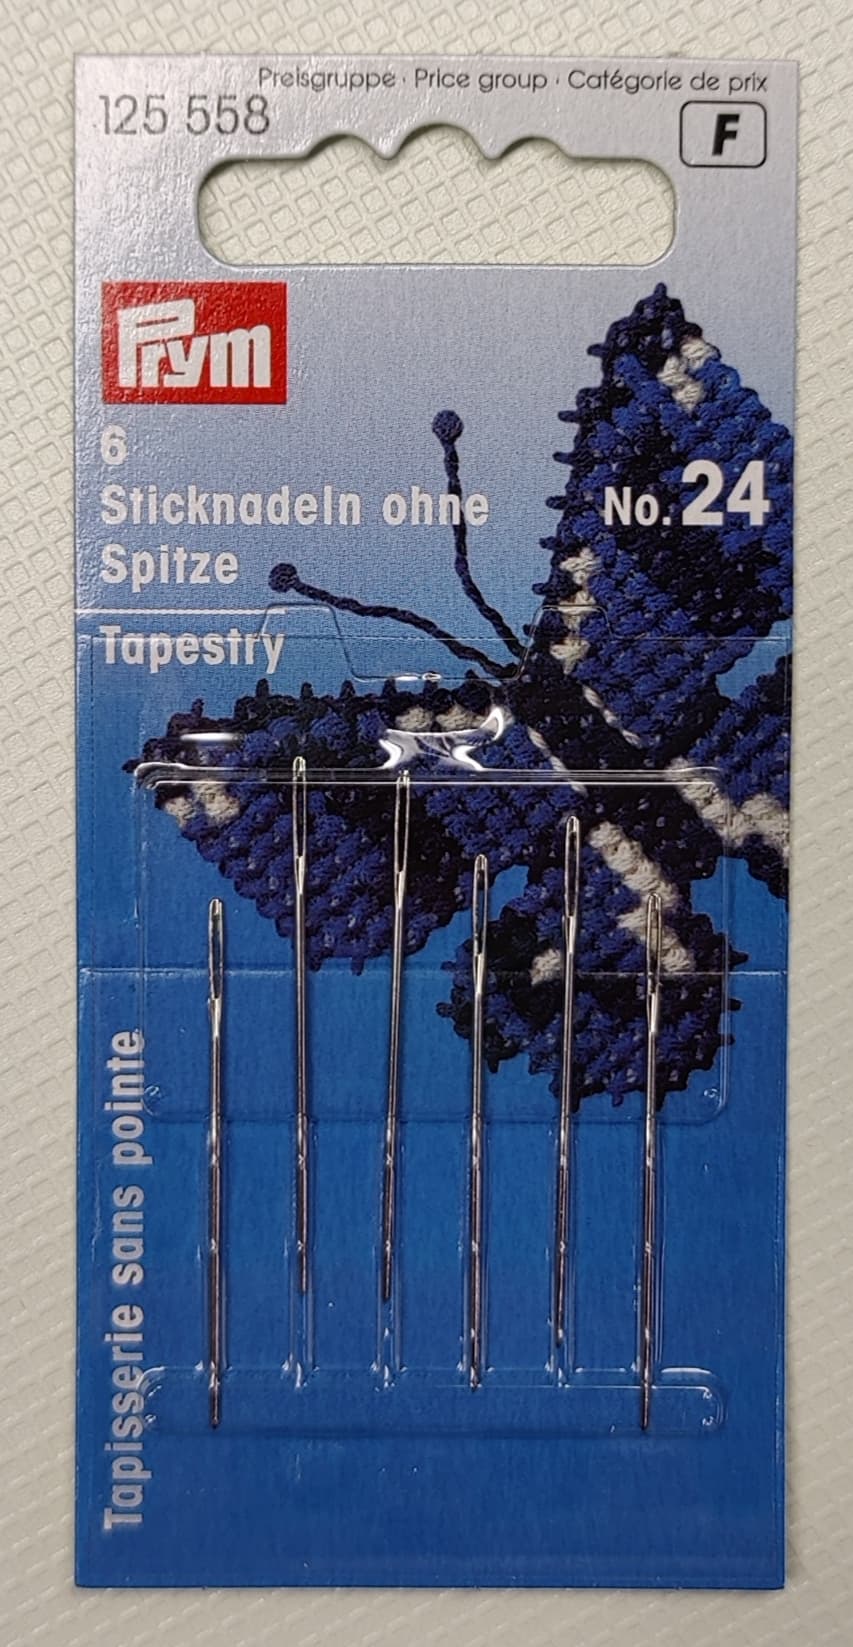 Preisgruppe · Price group · Catégorie de prix
125 558
F
Prym
6
Sticknadeln ohne
Spitze
No. 24
Tapestry
Tapisserie sans pointe